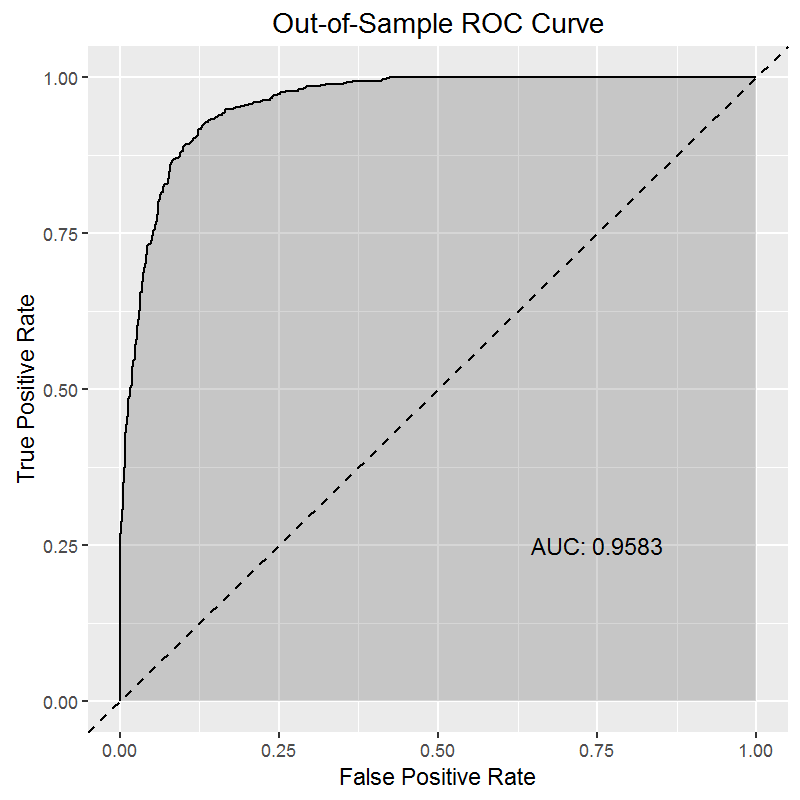 Out-of-Sample ROC Curve
True Positive Rate
1.00
0.75
0.50
0.25
0.00
AUC: 0.9583
0.00 0.25 0.50 0.75 1.00
False Positive Rate